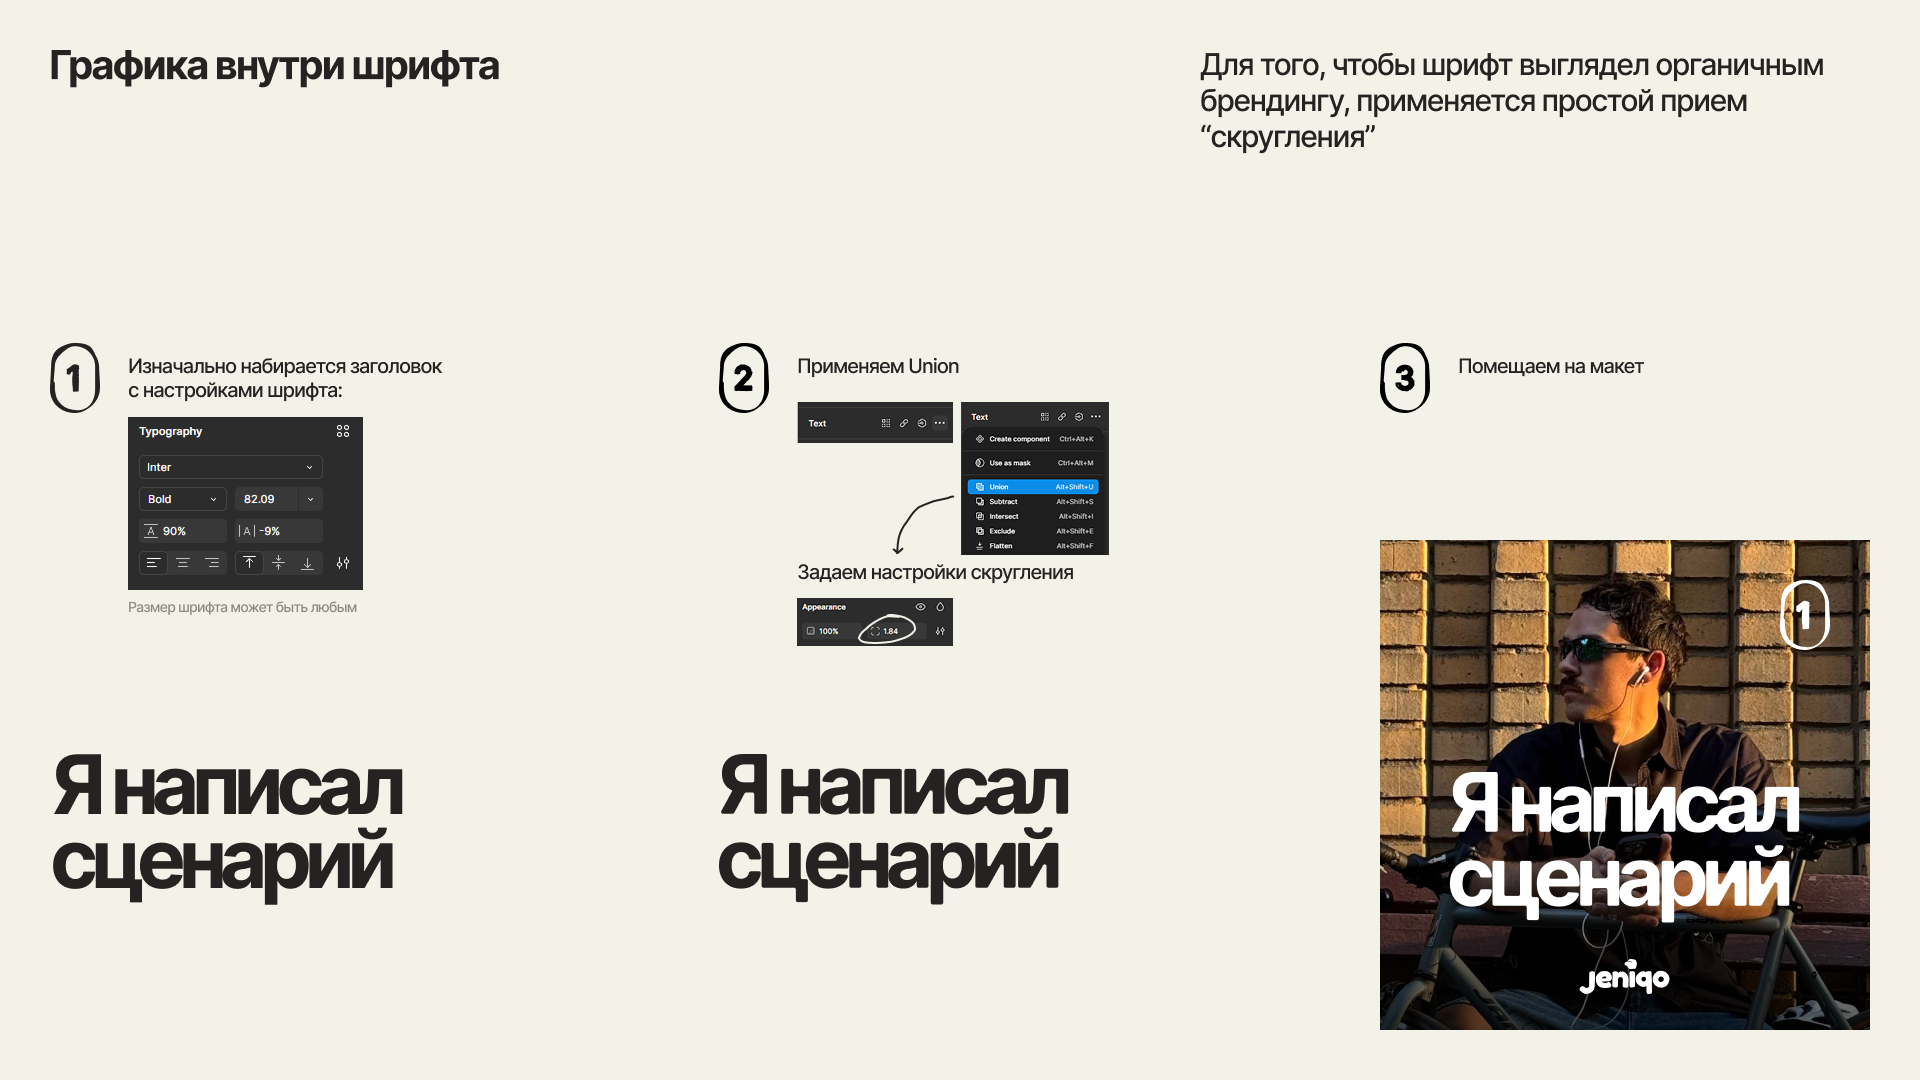 Графика внутри шрифта
Для того, чтобы шрифт выглядел органичным
брендингу, применяется простой прием
“скругления”
1
Изначально набирается заголовок
с настройками шрифта:
Typography
Inter
Bold
82.09
90%
-9%
Размер шрифта может быть любым
Я написал
сценарий
2
Применяем Union
Text
Text
Create component Ctrl+Alt+K
Use as mask Ctrl+Alt+M
Union Alt+Shift+U
Subtract Alt+Shift+S
Intersect Alt+Shift+I
Exclude Alt+Shift+E
Flatten Alt+Shift+F
Задаем настройки скругления
Appearance
100%
1.84
Я написал
сценарий
3
Помещаем на макет
1
Я написал
сценарий
jeniqo